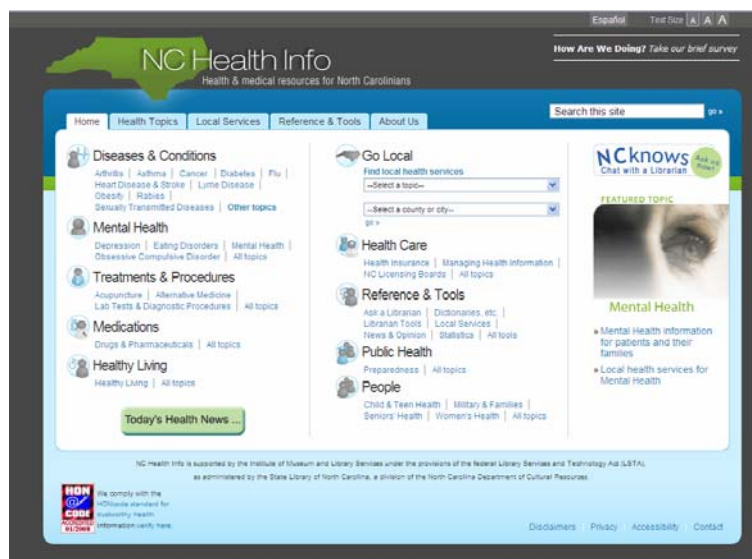 Español Text Size A A A
NC Health Info
Health & medical resources for North Carolinians
How Are We Doing? Take our brief survey
Home Health Topics Local Services Reference & Tools About Us
Search this site go »
Diseases & Conditions
Arthritis | Asthma | Cancer | Diabetes | Flu |
Heart Disease & Stroke | Lyme Disease |
Obesity | Rabies |
Sexually Transmitted Diseases | Other topics
Mental Health
Depression | Eating Disorders | Mental Health |
Obsessive Compulsive Disorder | All topics
Treatments & Procedures
Acupuncture | Alternative Medicine |
Lab Tests & Diagnostic Procedures | All topics
Medications
Drugs & Pharmaceuticals | All topics
Healthy Living
Healthy Living | All topics
Today's Health News ...
Go Local
Find local health services
--Select a topic--
--Select a county or city--
go »
Health Care
Health Insurance | Managing Health Information |
NC Licensing Boards | All topics
Reference & Tools
Ask a Librarian | Dictionaries, etc. |
Librarian Tools | Local Services |
News & Opinion | Statistics | All tools
Public Health
Preparedness | All topics
People
Child & Teen Health | Military & Families |
Seniors' Health | Women's Health | All topics
NCknows Ask us now!
Chat with a Librarian
FEATURED TOPIC
Mental Health
» Mental Health information
for patients and their
families
» Local health services for
Mental Health
NC Health Info is supported by the Institute of Museum and Library Services under the provisions of the federal Library Services and Technology Act (LSTA),
as administered by the State Library of North Carolina, a division of the North Carolina Department of Cultural Resources.
HON
@
CODE
ACCREDITED
01/2008
We comply with the
HONcode standard for
trustworthy health
information: verify here.
Disclaimers | Privacy | Accessibility | Contact